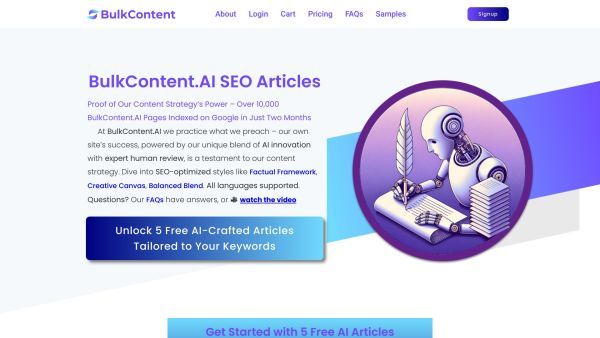 BulkContent
About Login Cart Pricing FAQs Samples
Signup
BulkContent.AI SEO Articles
Proof of Our Content Strategy's Power – Over 10,000
BulkContent.AI Pages Indexed on Google in Just Two Months
At BulkContent.AI we practice what we preach – our own
site's success, powered by our unique blend of AI innovation
with expert human review, is a testament to our content
strategy. Dive into SEO-optimized styles like Factual Framework,
Creative Canvas, Balanced Blend. All languages supported.
Questions? Our FAQs have answers, or watch the video
Unlock 5 Free AI-Crafted Articles
Tailored to Your Keywords
Get Started with 5 Free AI Articles